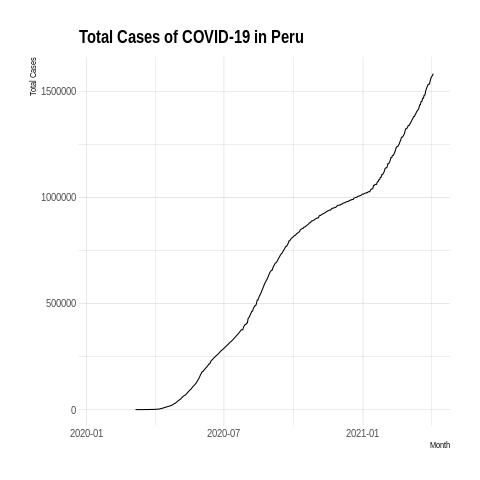 Total Cases of COVID-19 in Peru
Total Cases
1500000
1000000
500000
0
2020-01
2020-07
2021-01
Month